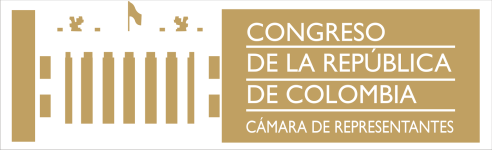 CONGRESO
DE LA REPÚBLICA
DE COLOMBIA
CÁMARA DE REPRESENTANTES